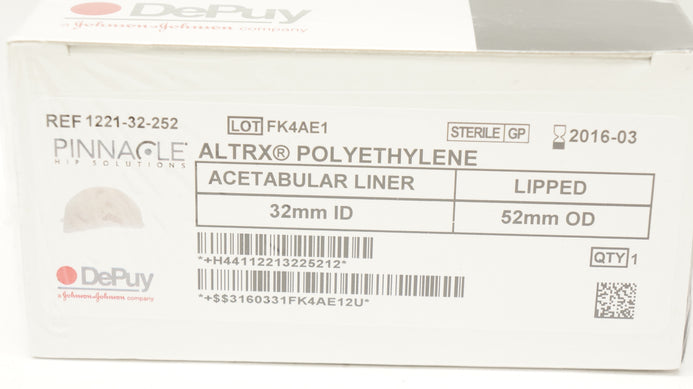 DePuy
a Johnson & Johnson company
REF 1221-32-252
LOT FK4AE1
STERILE GP
2016-03
PINNACLE®
HIP SOLUTIONS
ALTRX® POLYETHYLENE
ACETABULAR LINER LIPPED
32mm ID 52mm OD
*+H44112213225212*
QTY 1
DePuy
a Johnson & Johnson company
*+$$3160331FK4AE12U*